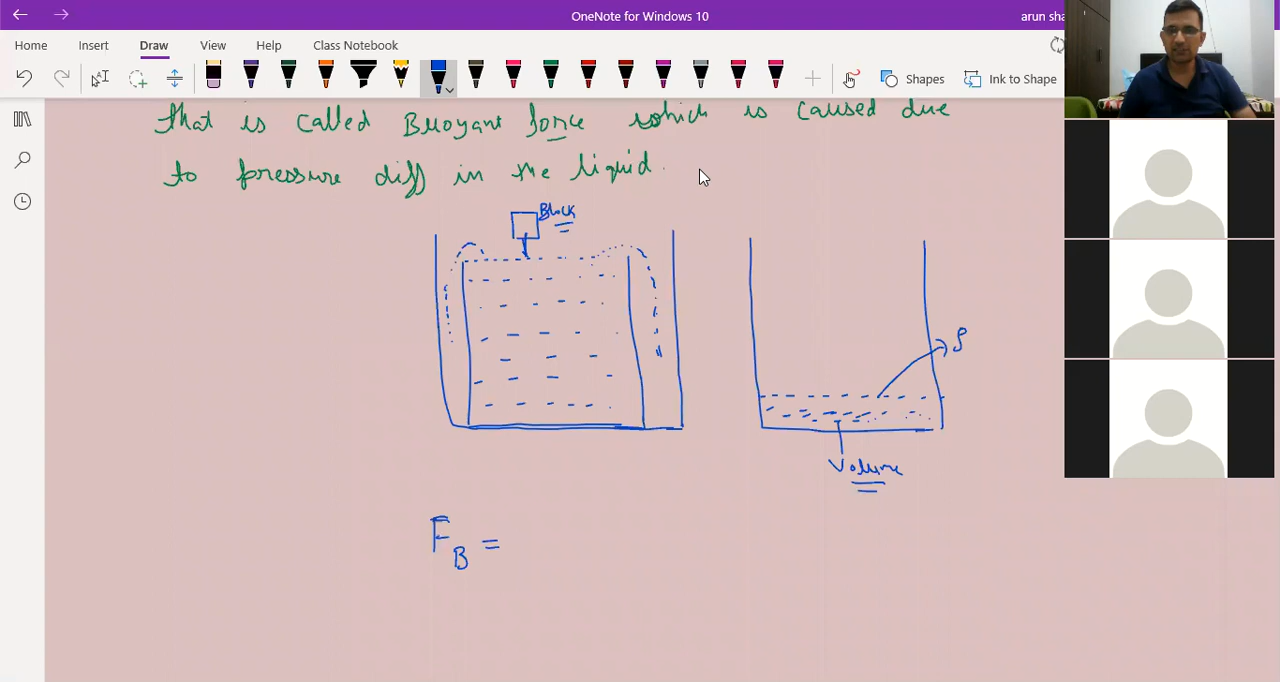 OneNote for Windows 10
arun sha
Home Insert Draw View Help Class Notebook
Shapes Ink to Shape
that is called Buoyant force which is caused due
to pressure diff in the liquid.
Block
ρ
Volume
F_B =